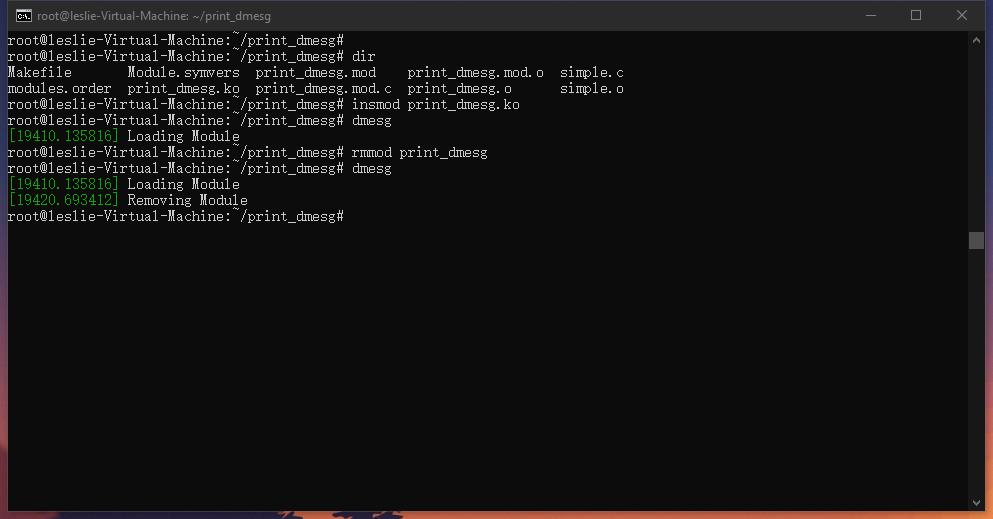 root@leslie-Virtual-Machine: ~/print_dmesg
root@leslie-Virtual-Machine:~/print_dmesg#
root@leslie-Virtual-Machine:~/print_dmesg# dir
Makefile       Module.symvers  print_dmesg.mod    print_dmesg.mod.o  simple.c
modules.order  print_dmesg.ko  print_dmesg.mod.c  print_dmesg.o      simple.o
root@leslie-Virtual-Machine:~/print_dmesg# insmod print_dmesg.ko
root@leslie-Virtual-Machine:~/print_dmesg# dmesg
[19410.135816] Loading Module
root@leslie-Virtual-Machine:~/print_dmesg# rmmod print_dmesg
root@leslie-Virtual-Machine:~/print_dmesg# dmesg
[19410.135816] Loading Module
[19420.693412] Removing Module
root@leslie-Virtual-Machine:~/print_dmesg#